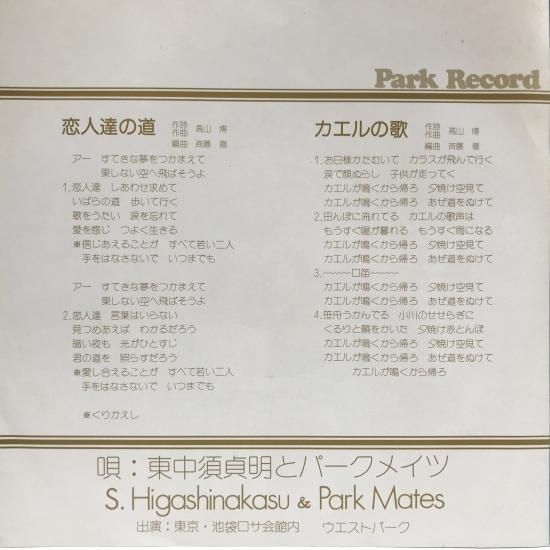 Park Record
恋人達の道
作詩
作曲 高山 博
編曲 斉藤 徹
アー すてきな夢をつかまえて
果しない空へ飛ばそうよ
1.恋人達 しあわせ求めて
いばらの道 歩いて行く
歌をうたい 涙を忘れて
愛を感じ つよく生きる
※信じあえることが すべて若い二人
手をはなさないで いつまでも
アー すてきな夢をつかまえて
果しない空へ飛ばそうよ
2.恋人達 言葉はいらない
見つめあえば わかるだろう
暗い夜も 光がひとすじ
君の道を 照らすだろう
※愛し合えることが すべて若い二人
手をはなさないで いつまでも
※くりかえし
カエルの歌
作詩
作曲 高山 博
編曲 斉藤 徹
1.お日様かたむいて カラスが飛んで行く
涙で顔ぬらし 子供が走ってく
カエルが鳴くから帰ろ 夕焼け空見て
カエルが鳴くから帰ろ あぜ道をぬけて
2.田んぼに流れてる カエルの歌声は
もうすぐ陽が暮れる もうすぐ雨になる
カエルが鳴くから帰ろ 夕焼け空見て
カエルが鳴くから帰ろ あぜ道をぬけて
3.〜〜〜〜口笛〜〜〜〜
カエルが鳴くから帰ろ 夕焼け空見て
カエルが鳴くから帰ろ あぜ道をぬけて
4.笹舟うかんでる 小川のせせらぎに
くるりと輪をかいた 夕焼け赤とんぼ
カエルが鳴くから帰ろ 夕焼け空見て
カエルが鳴くから帰ろ あぜ道をぬけて
カエルが鳴くから帰ろ
唄：東中須貞明とパークメイツ
S. Higashinakasu & Park Mates
出演：東京・池袋ロサ会館内 ウエストパーク